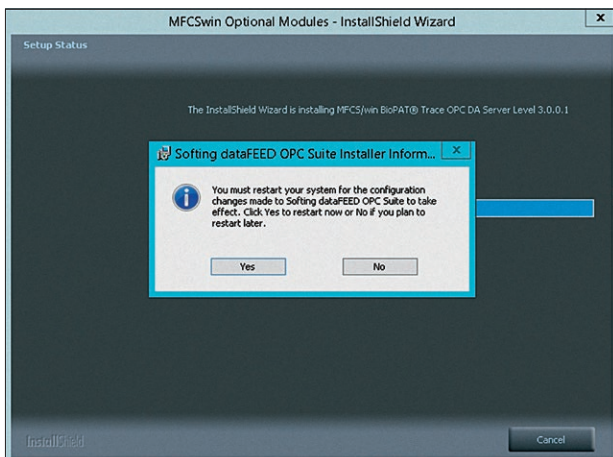 MFCSwin Optional Modules - InstallShield Wizard
Setup Status
The InstallShield Wizard is installing MFCS/win BioPAT® Trace OPC DA Server Level 3.0.0.1
Softing dataFEED OPC Suite Installer Inform...
You must restart your system for the configuration
changes made to Softing dataFEED OPC Suite to take
effect. Click Yes to restart now or No if you plan to
restart later.
Yes
No
InstallShield
Cancel